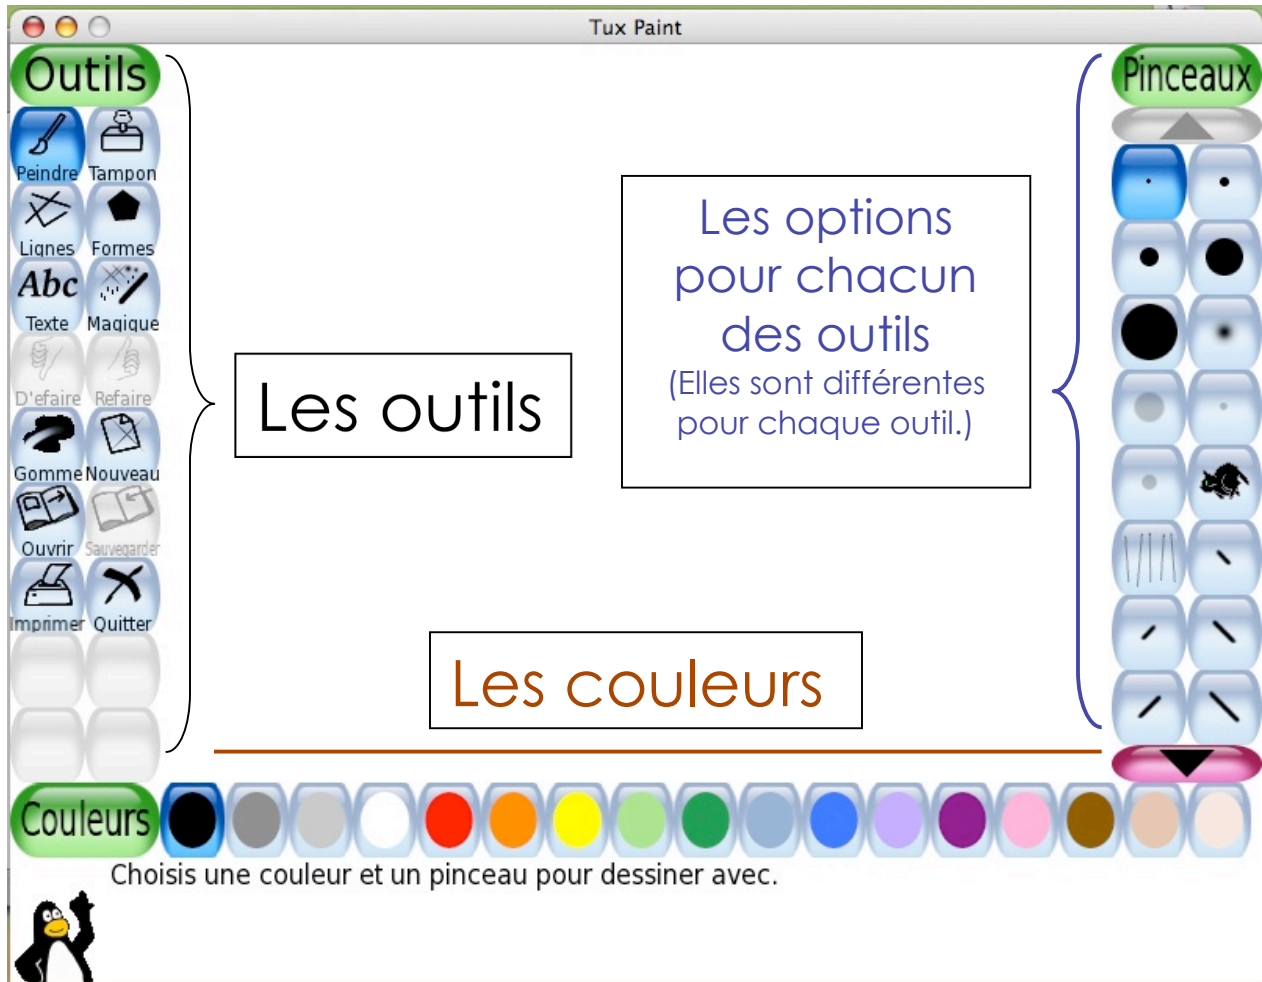 Tux Paint
Outils
Pinceaux
Peindre Tampon
Lignes Formes
Abc
Texte Magique
D'efaire Refaire
Gomme Nouveau
Ouvrir Sauvegarder
Imprimer Quitter
Les outils
Les options
pour chacun
des outils
(Elles sont différentes
pour chaque outil.)
Les couleurs
Couleurs
Choisis une couleur et un pinceau pour dessiner avec.